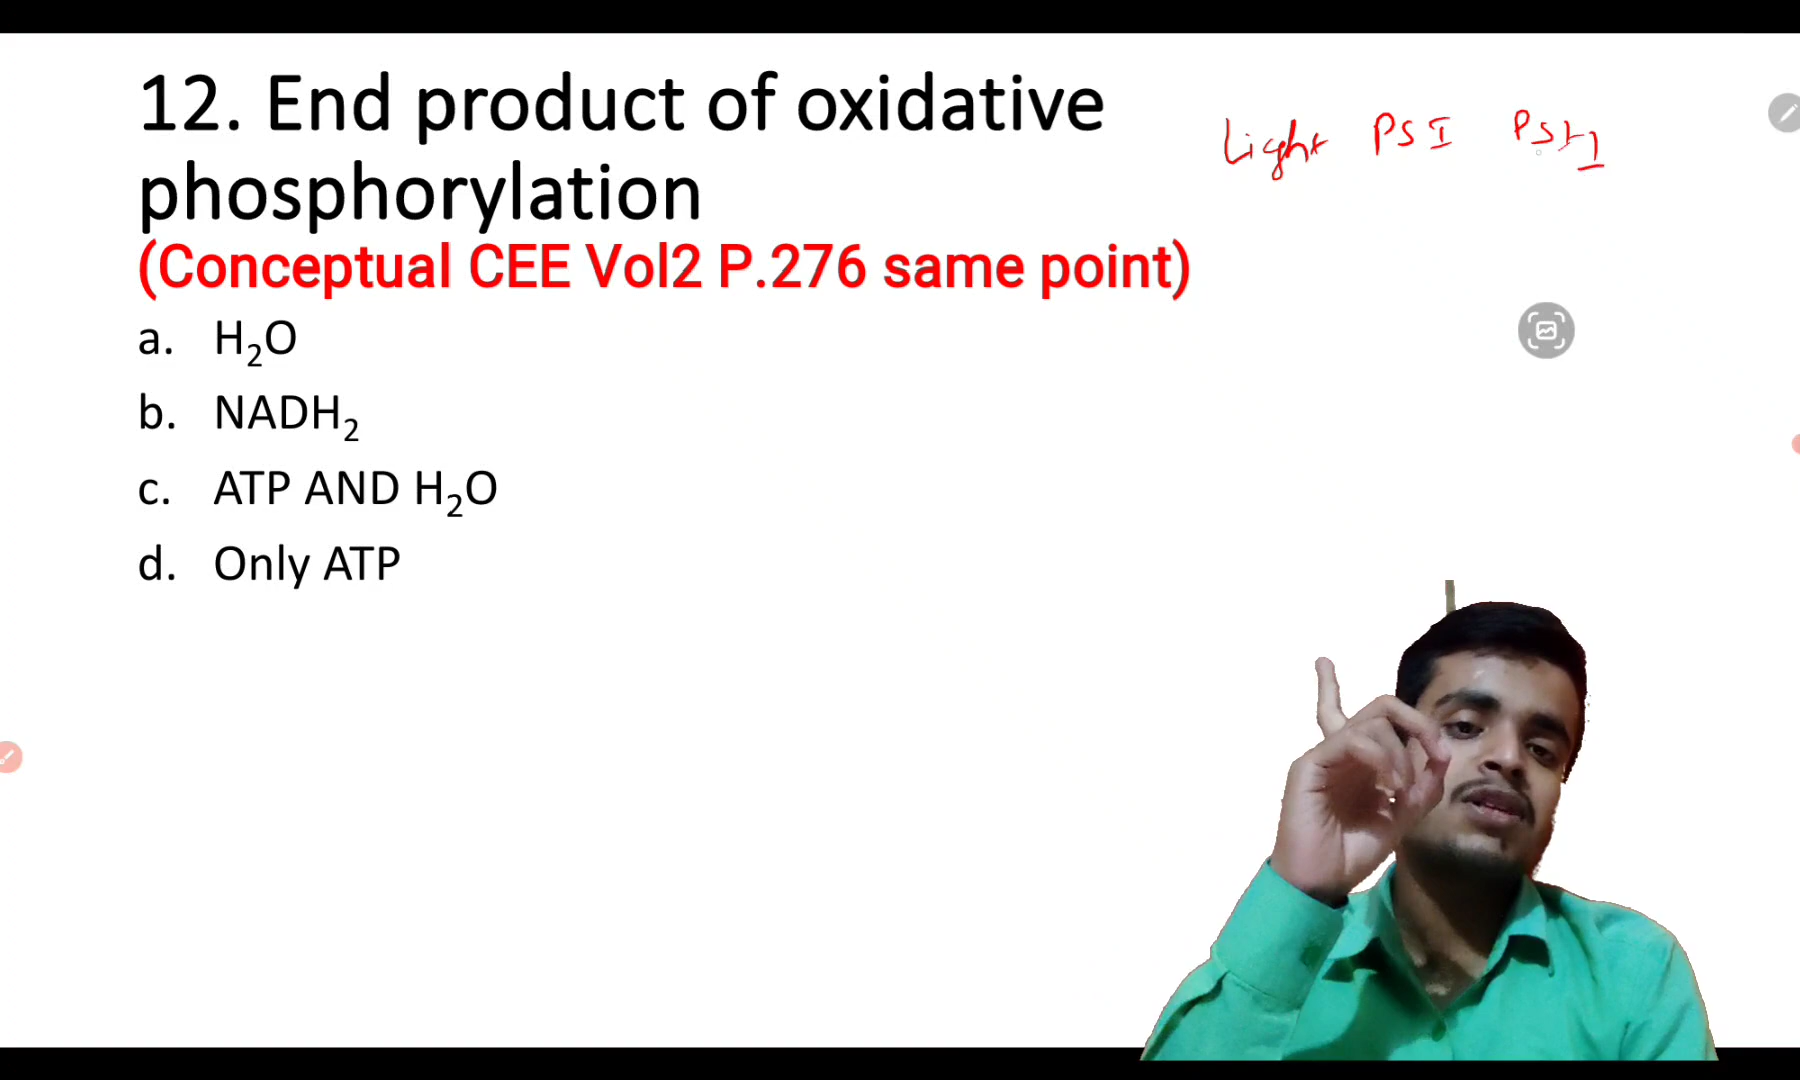 12. End product of oxidative
phosphorylation
(Conceptual CEE Vol2 P.276 same point)
a. H₂O
b. NADH₂
c. ATP AND H₂O
d. Only ATP
Light PS I PS II